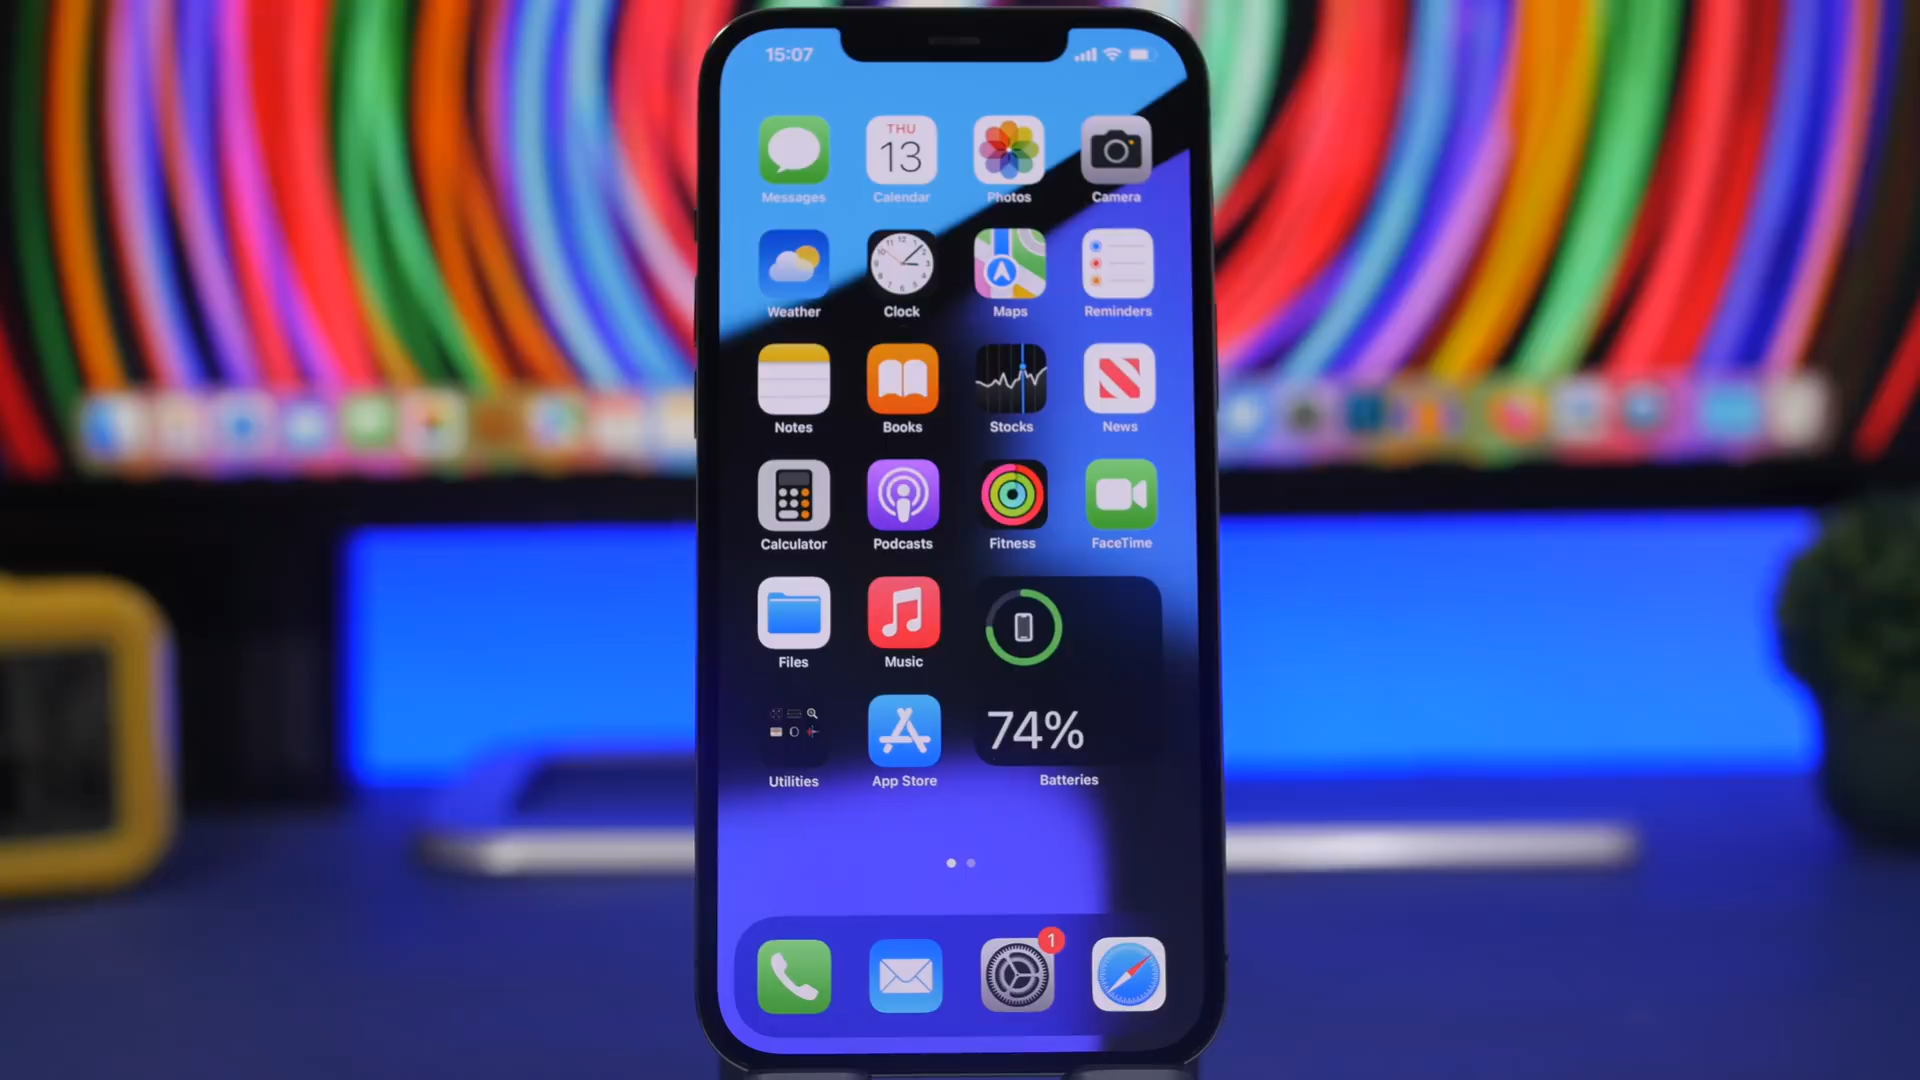 15:07
THU
13
Messages Calendar Photos Camera
12
Weather Clock Maps Reminders
Notes Books Stocks News
Calculator Podcasts Fitness FaceTime
Files Music
74%
Utilities App Store Batteries
1